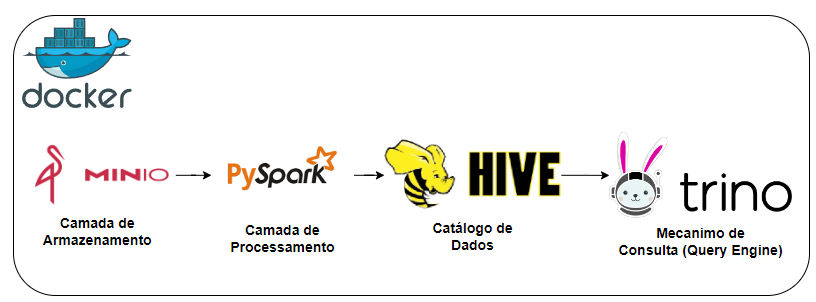 docker
MINIO
PySpark
HIVE
trino
Camada de
Armazenamento
Camada de
Processamento
Catálogo de
Dados
Mecanimo de
Consulta (Query Engine)